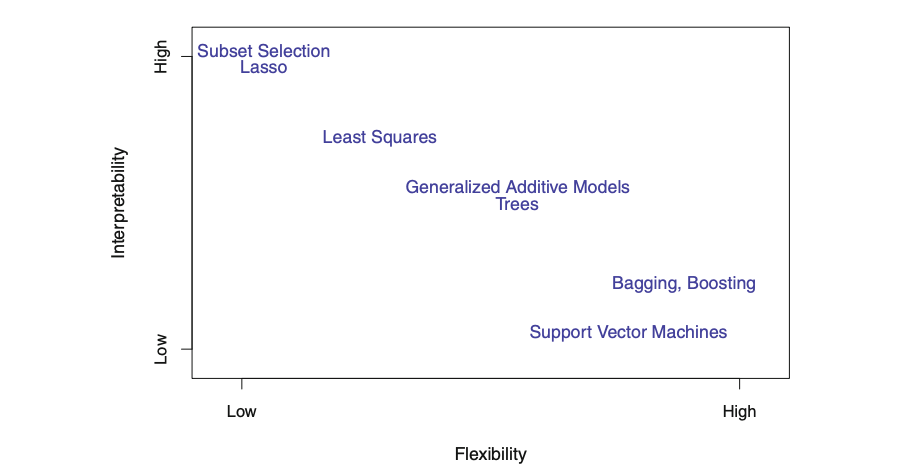 High
Subset Selection
Lasso
Least Squares
Interpretability
Generalized Additive Models
Trees
Bagging, Boosting
Support Vector Machines
Low
Low
High
Flexibility